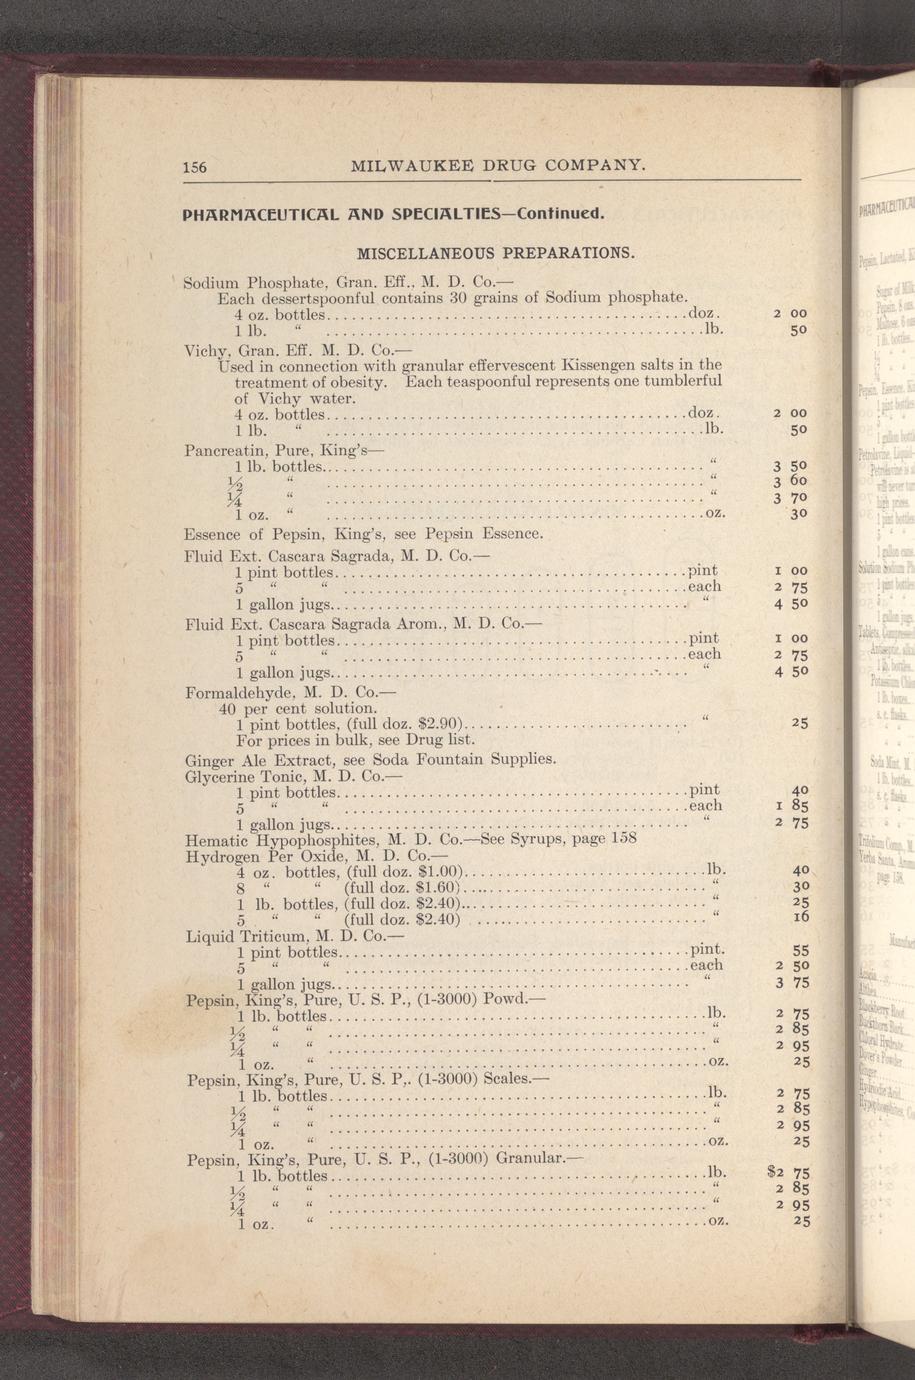 156 MILWAUKEE DRUG COMPANY.
PHARMACEUTICAL AND SPECIALTIES—Continued.
MISCELLANEOUS PREPARATIONS.
Sodium Phosphate, Gran. Eff., M. D. Co.—
Each dessertspoonful contains 30 grains of Sodium phosphate.
4 oz. bottles........doz. 2 00
1 lb. “ ........lb. 50
Vichy, Gran. Eff. M. D. Co.—
Used in connection with granular effervescent Kissengen salts in the
treatment of obesity. Each teaspoonful represents one tumblerful
of Vichy water.
4 oz. bottles........doz. 2 00
1 lb. “ ........lb. 50
Pancreatin, Pure, King's—
1 lb. bottles........ “ 3 50
½ “ ........ “ 3 60
¼ “ ........ “ 3 70
1 oz. “ ........oz. 30
Essence of Pepsin, King's, see Pepsin Essence.
Fluid Ext. Cascara Sagrada, M. D. Co.—
1 pint bottles........pint 1 00
5 “ “ ........each 2 75
1 gallon jugs........ “ 4 50
Fluid Ext. Cascara Sagrada Arom., M. D. Co.—
1 pint bottles........pint 1 00
5 “ “ ........each 2 75
1 gallon jugs........ “ 4 50
Formaldehyde, M. D. Co.—
40 per cent solution.
1 pint bottles, (full doz. $2.90)........ “ 25
For prices in bulk, see Drug list.
Ginger Ale Extract, see Soda Fountain Supplies.
Glycerine Tonic, M. D. Co.—
1 pint bottles........pint 40
5 “ “ ........each 1 85
1 gallon jugs........ “ 2 75
Hematic Hypophosphites, M. D. Co.—See Syrups, page 158
Hydrogen Per Oxide, M. D. Co.—
4 oz. bottles, (full doz. $1.00)........lb. 40
8 “ “ (full doz. $1.60)........ “ 30
1 lb. bottles, (full doz. $2.40)........ “ 25
5 “ “ (full doz. $2.40) ........ “ 16
Liquid Triticum, M. D. Co.—
1 pint bottles........pint. 55
5 “ “ ........each 2 50
1 gallon jugs........ “ 3 75
Pepsin, King's, Pure, U. S. P., (1-3000) Powd.—
1 lb. bottles........lb. 2 75
½ “ “ ........ “ 2 85
¼ “ “ ........ “ 2 95
1 oz. “ ........oz. 25
Pepsin, King's, Pure, U. S. P,. (1-3000) Scales.—
1 lb. bottles........lb. 2 75
½ “ “ ........ “ 2 85
¼ “ “ ........ “ 2 95
1 oz. “ ........oz. 25
Pepsin, King's, Pure, U. S. P., (1-3000) Granular.—
1 lb. bottles........lb. $2 75
½ “ “ ........ “ 2 85
¼ “ “ ........ “ 2 95
1 oz. “ ........oz. 25